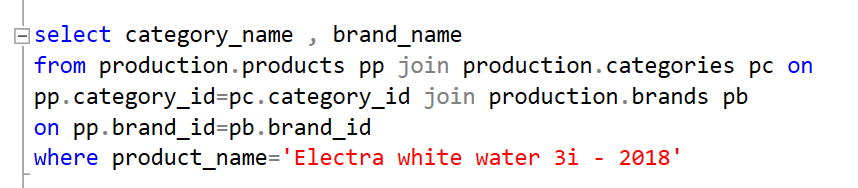 select category_name , brand_name
from production.products pp join production.categories pc on
pp.category_id=pc.category_id join production.brands pb
on pp.brand_id=pb.brand_id
where product_name='Electra white water 3i - 2018'